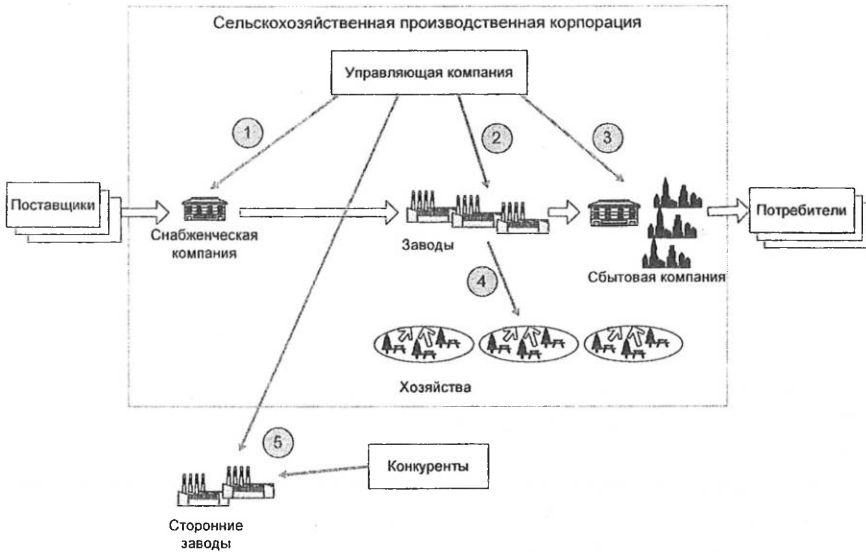 Сельскохозяйственная производственная корпорация
Управляющая компания
1
2
3
Поставщики
Снабженческая
компания
Заводы
Сбытовая компания
Потребители
4
Хозяйства
5
Конкуренты
Сторонние
заводы